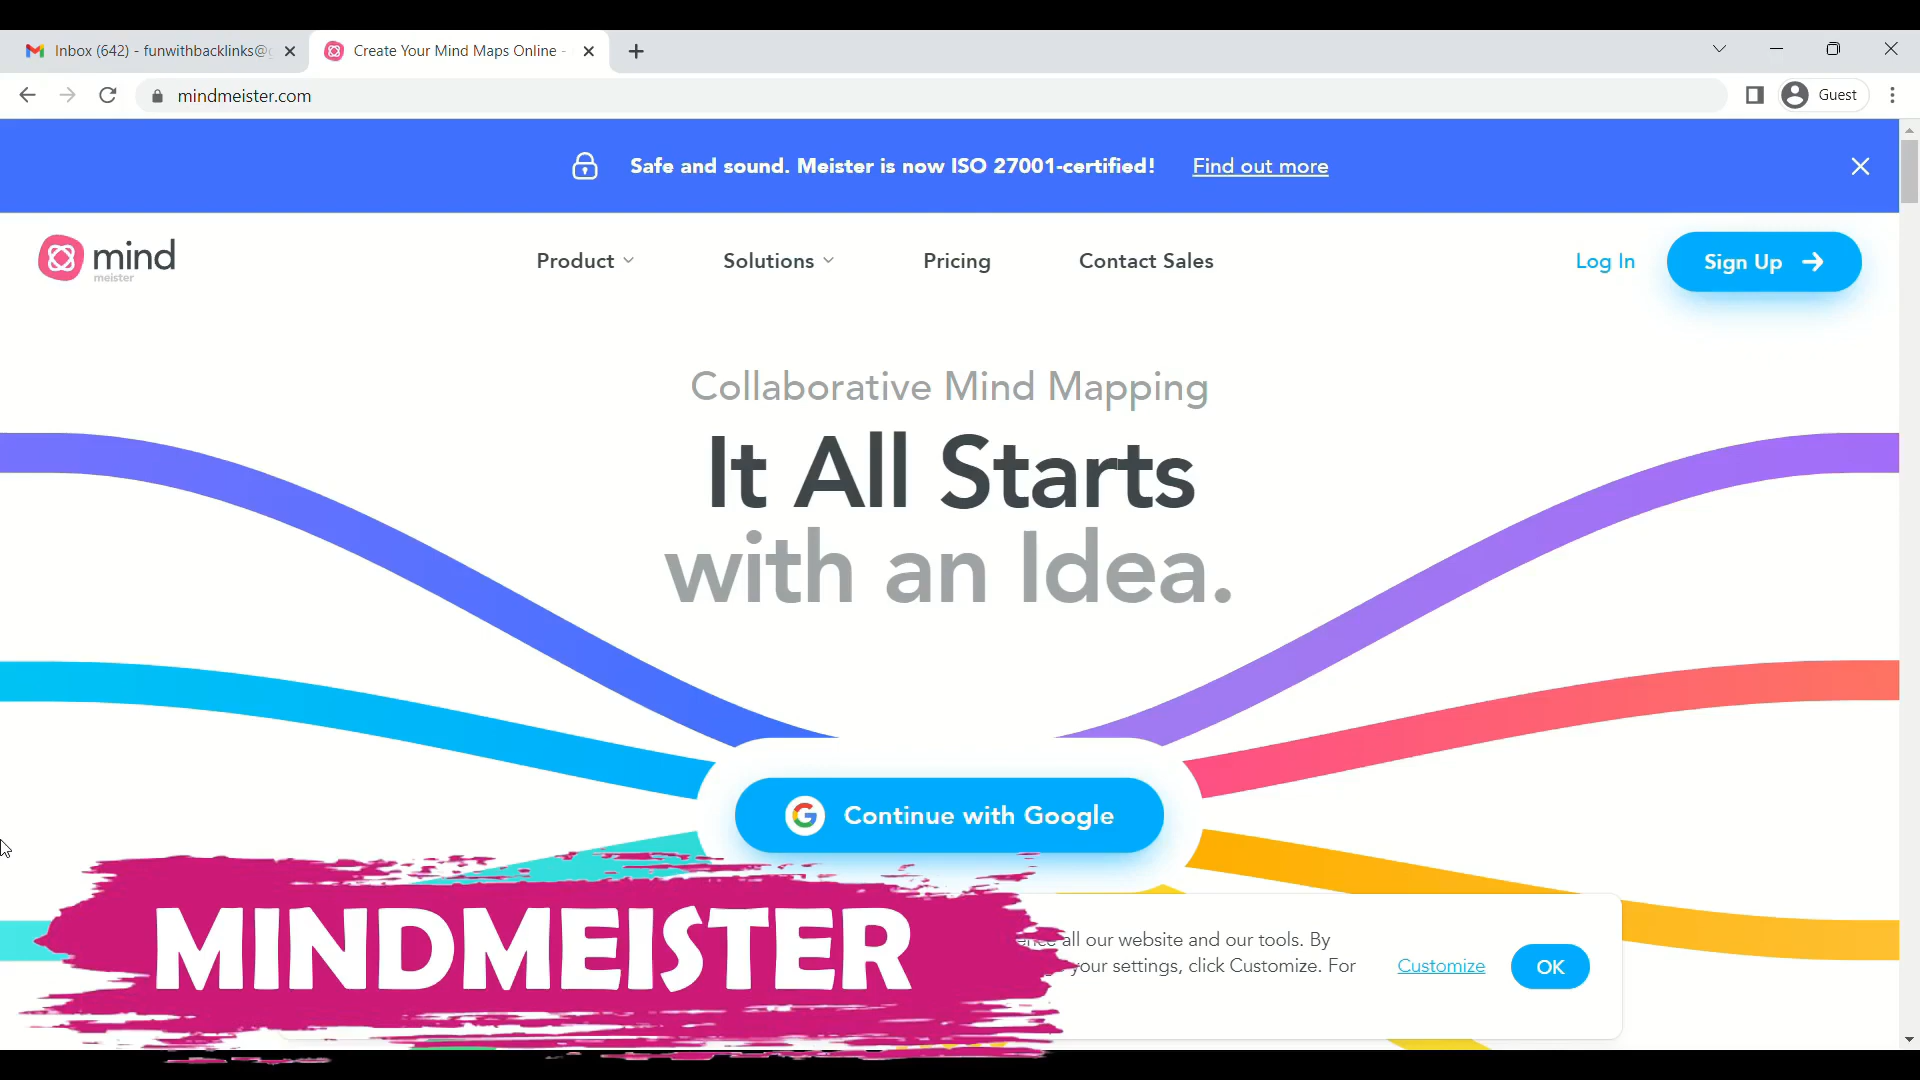 Inbox (642) - funwithbacklinks@
Create Your Mind Maps Online -
mindmeister.com
Guest
Safe and sound. Meister is now ISO 27001-certified! Find out more
mind
meister
Product
Solutions
Pricing
Contact Sales
Log In
Sign Up
Collaborative Mind Mapping
It All Starts
with an Idea.
G Continue with Google
all our website and our tools. By
your settings, click Customize. For
Customize
OK
MINDMEISTER